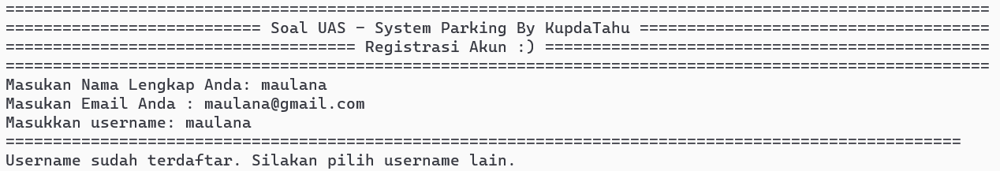 ========================================================================================================
=========================== Soal UAS - System Parking By KupdaTahu =====================================
===================================== Registrasi Akun :) ===============================================
========================================================================================================
Masukan Nama Lengkap Anda: maulana
Masukan Email Anda : maulana@gmail.com
Masukkan username: maulana
=====================================================================================================
Username sudah terdaftar. Silakan pilih username lain.